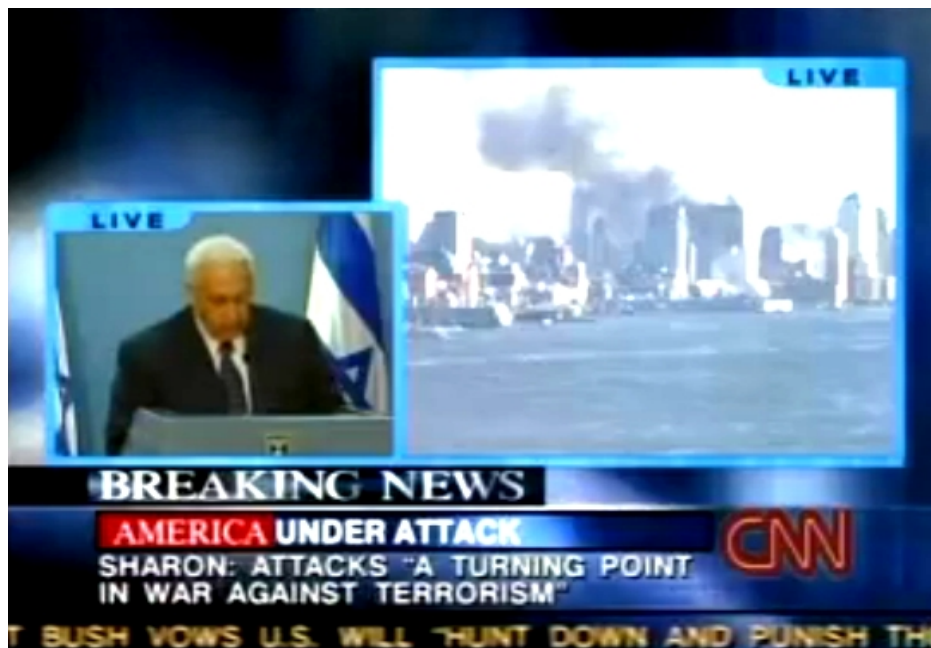 LIVE
LIVE
BREAKING NEWS
AMERICA UNDER ATTACK
CNN
SHARON: ATTACKS "A TURNING POINT
IN WAR AGAINST TERRORISM"
T BUSH VOWS U.S. WILL "HUNT DOWN AND PUNISH